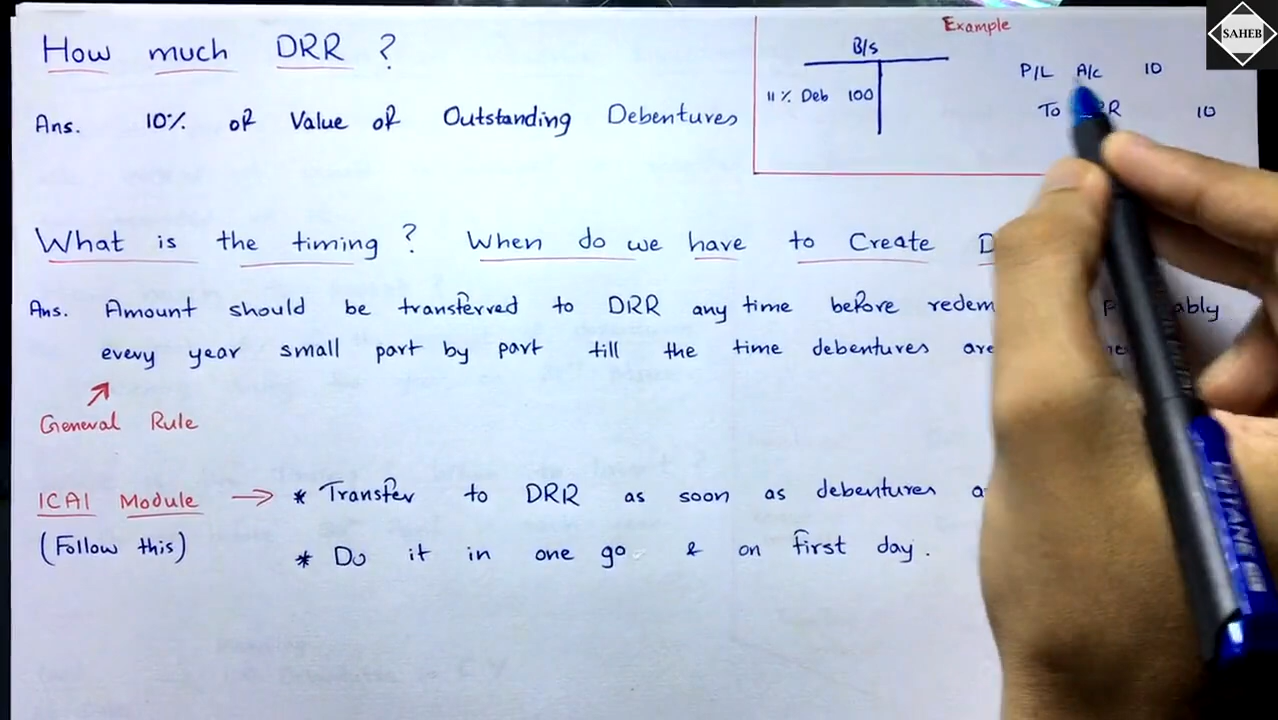 How much DRR ?
Ans. 10% of Value of Outstanding Debentures
Example
B/s
11% Deb 100
P/L A/c 10
To 10
SAHEB
What is the timing ? When do we have to Create
Ans. Amount should be transferred to DRR any time before
every year small part by part till the time debentures are
General Rule
ICAI Module → * Transfer to DRR as soon as debentures
(Follow this) * Do it in one go & on first day.